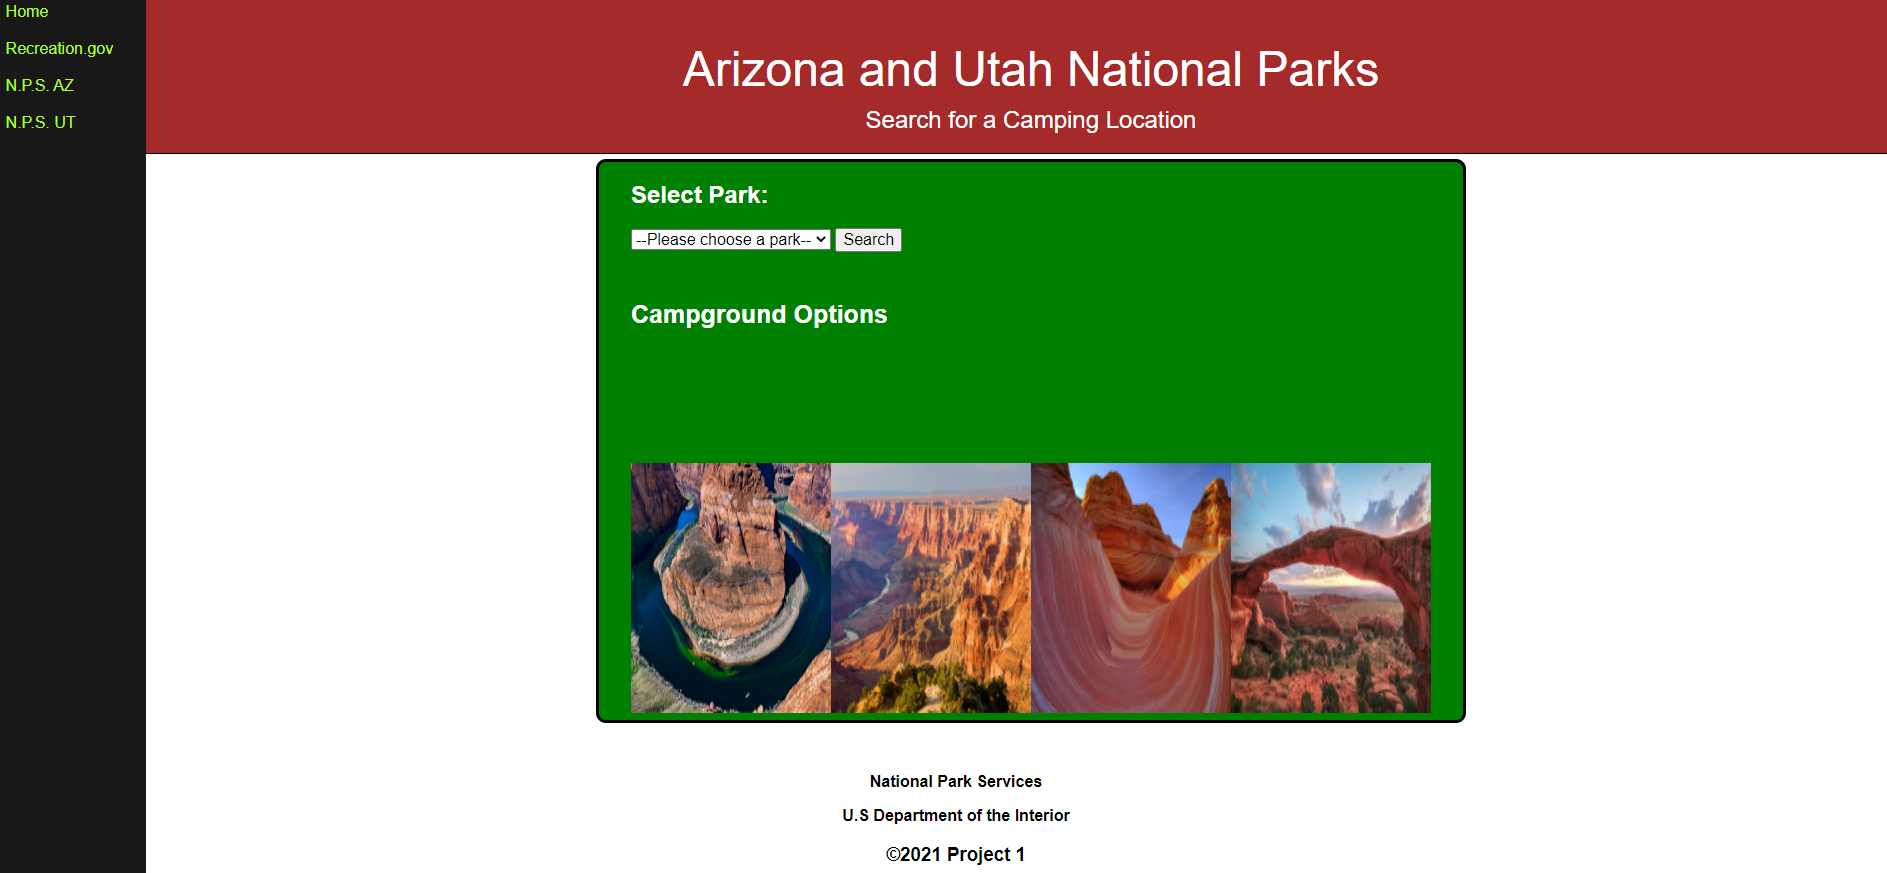 Home
Recreation.gov
N.P.S. AZ
N.P.S. UT
Arizona and Utah National Parks
Search for a Camping Location
Select Park:
--Please choose a park-- Search
Campground Options
National Park Services
U.S Department of the Interior
©2021 Project 1